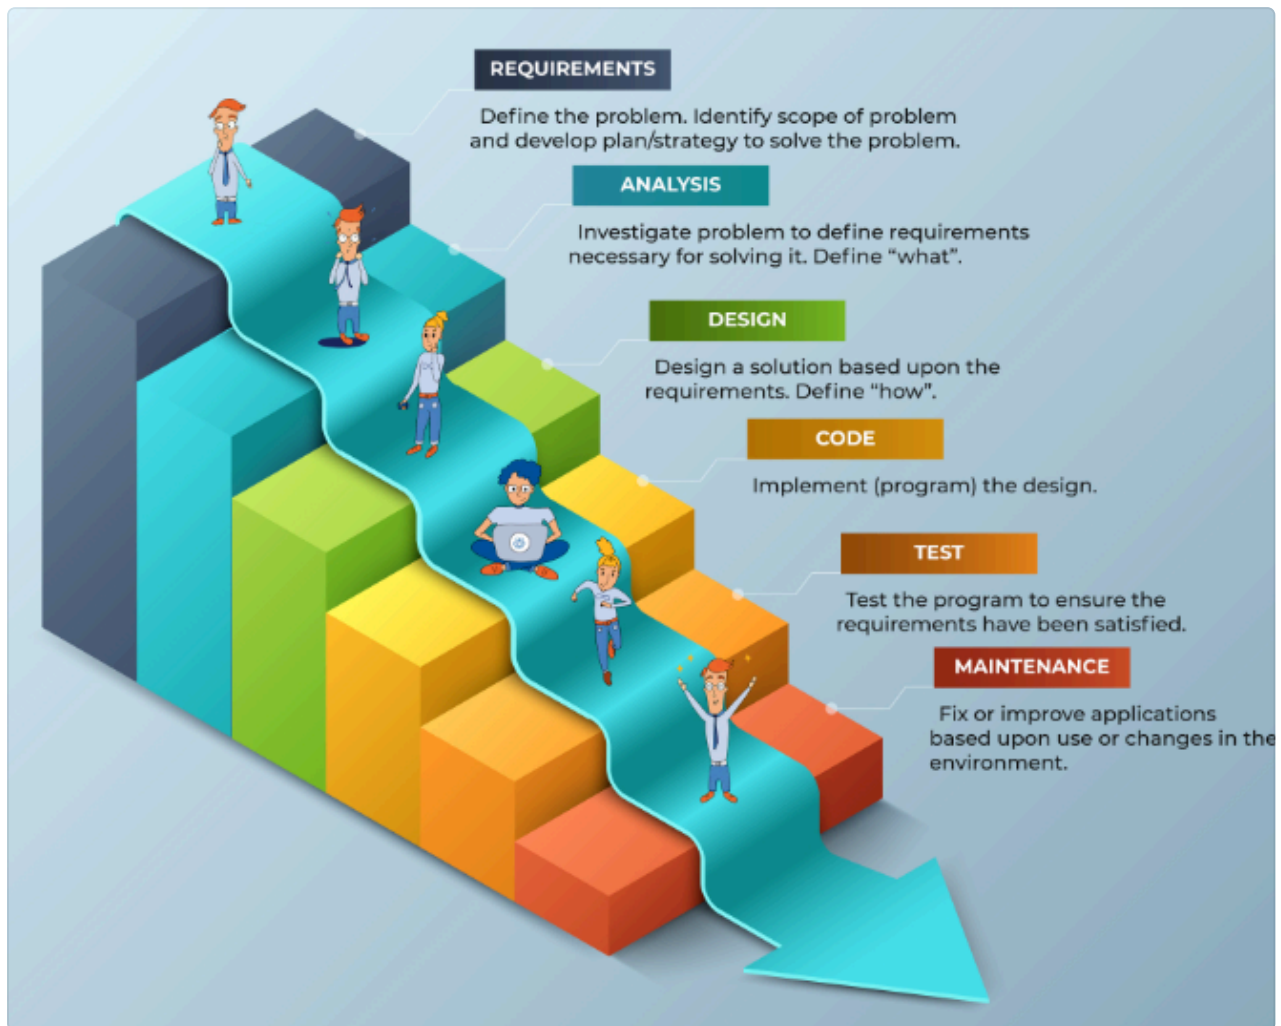 REQUIREMENTS
Define the problem. Identify scope of problem
and develop plan/strategy to solve the problem.
ANALYSIS
Investigate problem to define requirements
necessary for solving it. Define “what”.
DESIGN
Design a solution based upon the
requirements. Define “how”.
CODE
Implement (program) the design.
TEST
Test the program to ensure the
requirements have been satisfied.
MAINTENANCE
Fix or improve applications
based upon use or changes in the
environment.